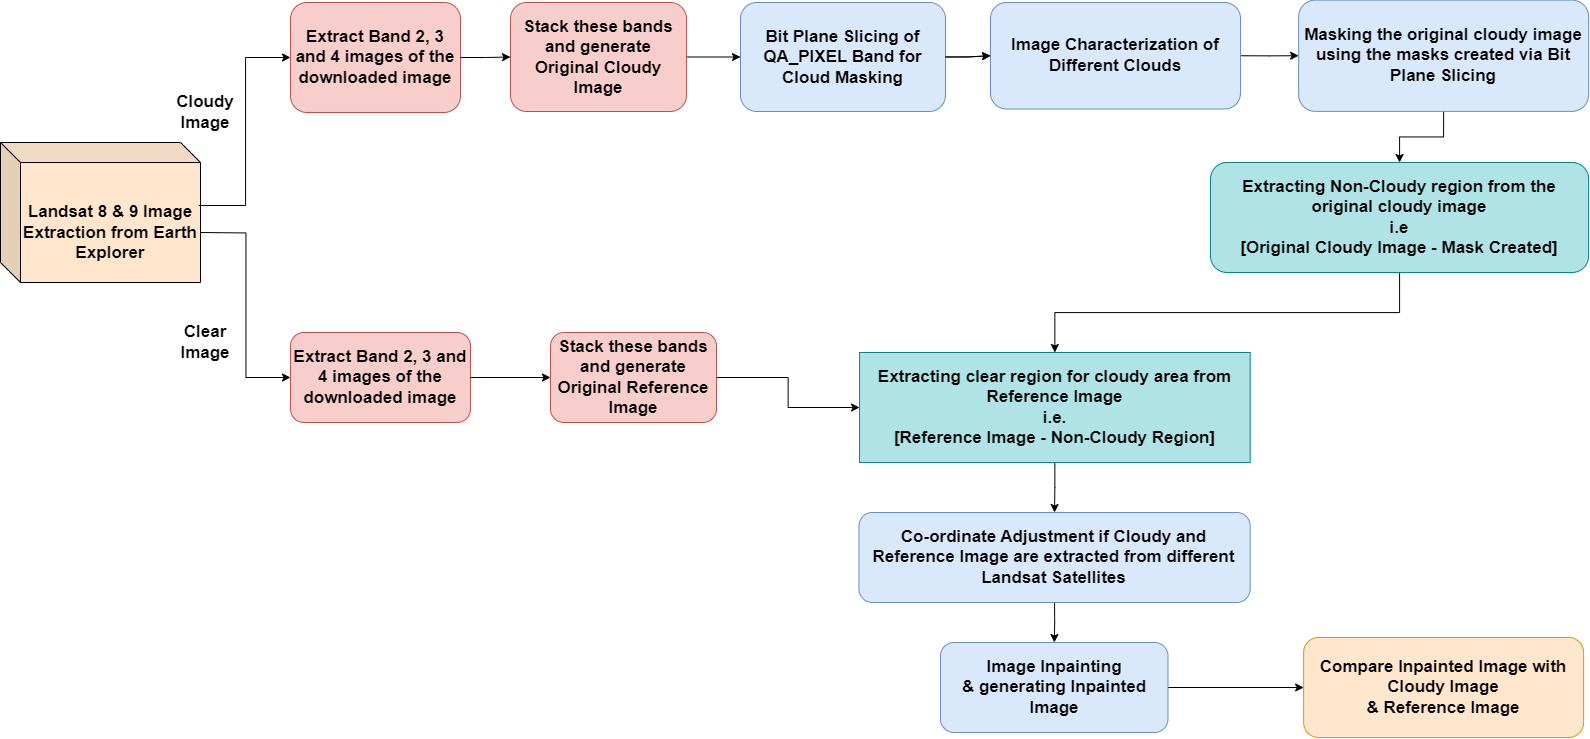 Extract Band 2, 3
and 4 images of the
downloaded image
Stack these bands
and generate
Original Cloudy
Image
Bit Plane Slicing of
QA_PIXEL Band for
Cloud Masking
Image Characterization of
Different Clouds
Masking the original cloudy image
using the masks created via Bit
Plane Slicing
Cloudy
Image
Landsat 8 & 9 Image
Extraction from Earth
Explorer
Extracting Non-Cloudy region from the
original cloudy image
i.e
[Original Cloudy Image - Mask Created]
Clear
Image
Extract Band 2, 3 and
4 images of the
downloaded image
Stack these bands
and generate
Original Reference
Image
Extracting clear region for cloudy area from
Reference Image
i.e.
[Reference Image - Non-Cloudy Region]
Co-ordinate Adjustment if Cloudy and
Reference Image are extracted from different
Landsat Satellites
Image Inpainting
& generating Inpainted
Image
Compare Inpainted Image with
Cloudy Image
& Reference Image